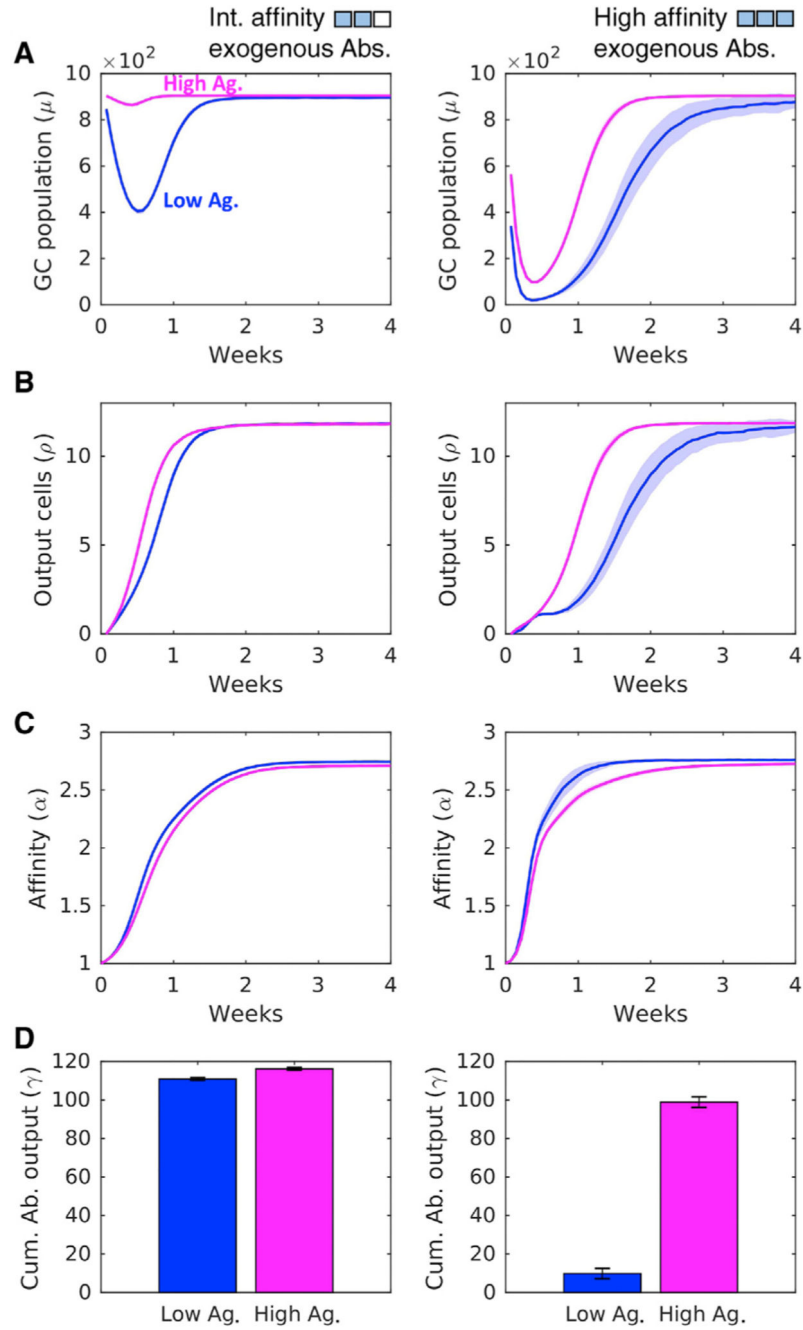 Int. affinity
exogenous Abs.
High affinity
exogenous Abs.
A
×10²
High Ag.
Low Ag.
GC population (μ)
10
8
6
4
2
0
0 1 2 3 4
Weeks
10
8
6
4
2
0
GC population (μ)
0 1 2 3 4
Weeks
B
Output cells (ρ)
10
5
0
0 1 2 3 4
Weeks
Output cells (ρ)
10
5
0
0 1 2 3 4
Weeks
C
Affinity (α)
3
2.5
2
1.5
1
0 1 2 3 4
Weeks
Affinity (α)
3
2.5
2
1.5
1
0 1 2 3 4
Weeks
D
Cum. Ab. output (γ)
120
100
80
60
40
20
0
Low Ag. High Ag.
Cum. Ab. output (γ)
120
100
80
60
40
20
0
Low Ag. High Ag.